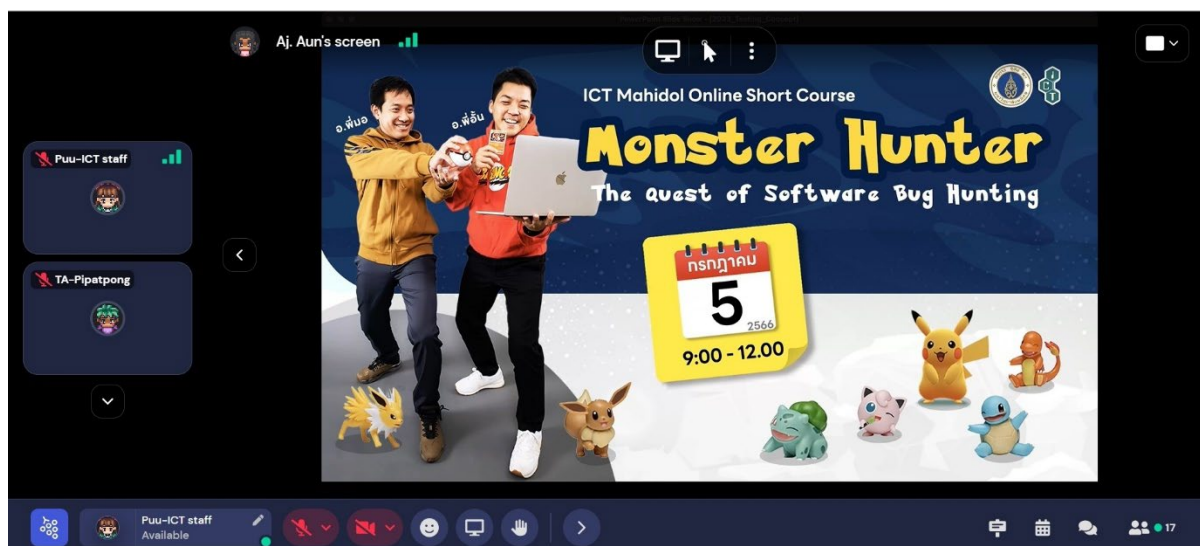 Aj. Aun's screen
ICT Mahidol Online Short Course
อ.พี่นอ
อ.พี่อั้น
Monster Hunter
The Quest of Software Bug Hunting
Puu-ICT staff
TA-Pipatpong
กรกฎาคม
5
2566
9:00 - 12.00
Puu-ICT staff
Available
17